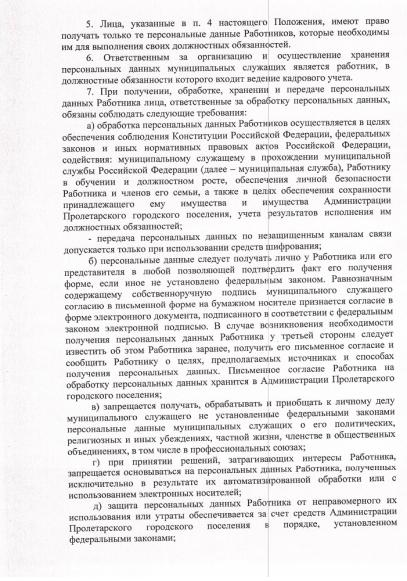 5. Лица, указанные в п. 4 настоящего Положения, имеют право
получать только те персональные данные Работников, которые необходимы
им для выполнения своих должностных обязанностей.
6. Ответственным за организацию и осуществление хранения
персональных данных муниципальных служащих является работник, в
должностные обязанности которого входит ведение кадрового учета.
7. При получении, обработке, хранении и передаче персональных
данных Работника лица, ответственные за обработку персональных данных,
обязаны соблюдать следующие требования:
а) обработка персональных данных Работников осуществляется в целях
обеспечения соблюдения Конституции Российской Федерации, федеральных
законов и иных нормативных правовых актов Российской Федерации,
содействия: муниципальному служащему в прохождении муниципальной
службы Российской Федерации (далее – муниципальная служба), Работнику
в обучении и должностном росте, обеспечения личной безопасности
Работника и членов его семьи, а также в целях обеспечения сохранности
принадлежащего ему имущества и имущества Администрации
Пролетарского городского поселения, учета результатов исполнения им
должностных обязанностей;
- передача персональных данных по незащищенным каналам связи
допускается только при использовании средств шифрования;
б) персональные данные следует получать лично у Работника или его
представителя в любой позволяющей подтвердить факт его получения
форме, если иное не установлено федеральным законом. Равнозначным
содержащему собственноручную подпись муниципального служащего
согласию в письменной форме на бумажном носителе признается согласие в
форме электронного документа, подписанного в соответствии с федеральным
законом электронной подписью. В случае возникновения необходимости
получения персональных данных Работника у третьей стороны следует
известить об этом Работника заранее, получить его письменное согласие и
сообщить Работнику о целях, предполагаемых источниках и способах
получения персональных данных. Письменное согласие Работника на
обработку персональных данных хранится в Администрации Пролетарского
городского поселения;
в) запрещается получать, обрабатывать и приобщать к личному делу
муниципального служащего не установленные федеральными законами
персональные данные муниципальных служащих о его политических,
религиозных и иных убеждениях, частной жизни, членстве в общественных
объединениях, в том числе в профессиональных союзах;
г) при принятии решений, затрагивающих интересы Работника,
запрещается основываться на персональных данных Работника, полученных
исключительно в результате их автоматизированной обработки или с
использованием электронных носителей;
д) защита персональных данных Работника от неправомерного их
использования или утраты обеспечивается за счет средств Администрации
Пролетарского городского поселения в порядке, установленном
федеральными законами;